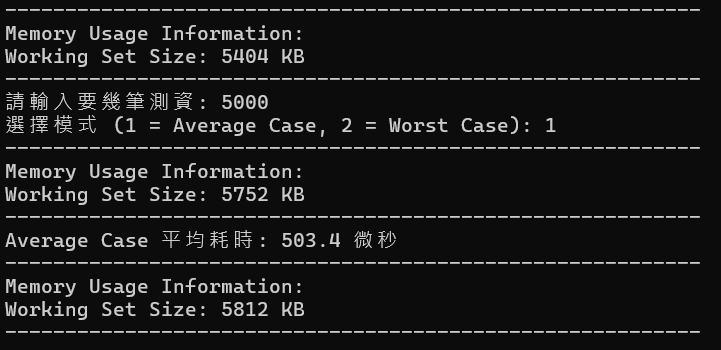 ------------------------------------------------------------
Memory Usage Information:
Working Set Size: 5404 KB
------------------------------------------------------------
請輸入要幾筆測資: 5000
選擇模式 (1 = Average Case, 2 = Worst Case): 1
------------------------------------------------------------
Memory Usage Information:
Working Set Size: 5752 KB
------------------------------------------------------------
Average Case 平均耗時: 503.4 微秒
------------------------------------------------------------
Memory Usage Information:
Working Set Size: 5812 KB
------------------------------------------------------------